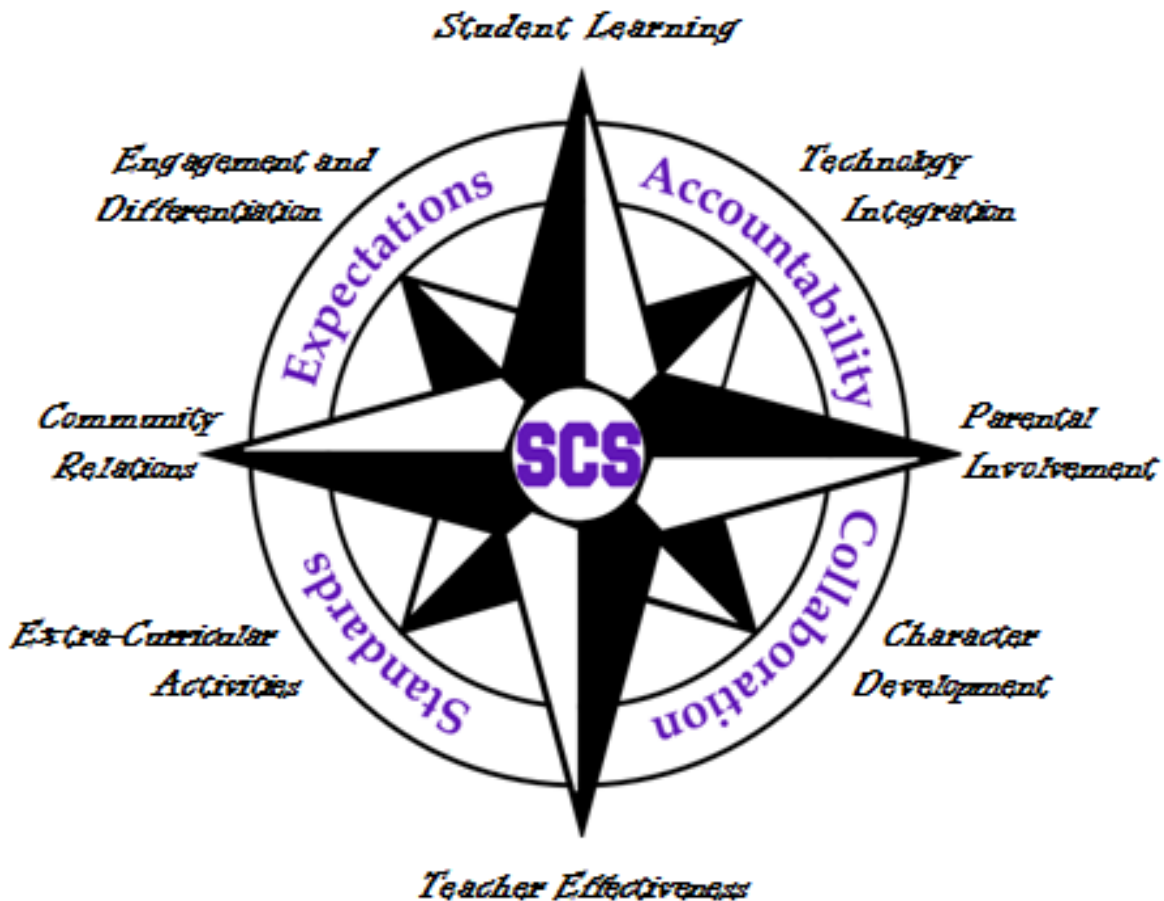 Student Learning
Engagement and
Differentiation
Technology
Integration
Expectations
Accountability
Community
Relations
SCS
Parental
Involvement
Standards
Collaboration
Extra-Curricular
Activities
Character
Development
Teacher Effectiveness